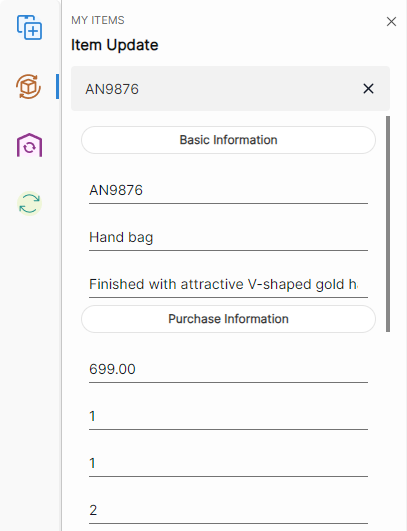 MY ITEMS
Item Update
AN9876
Basic Information
AN9876
Hand bag
Finished with attractive V-shaped gold
Purchase Information
699.00
1
1
2